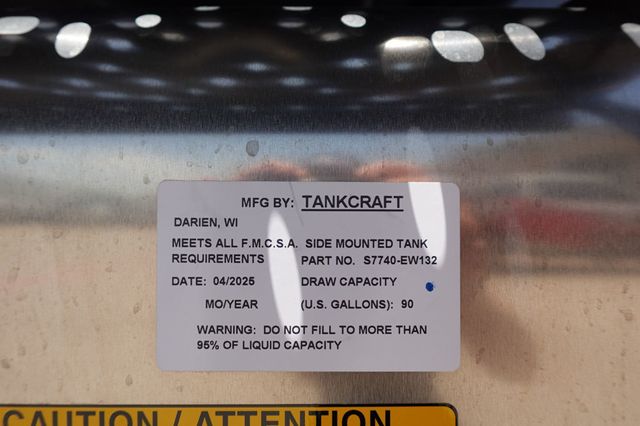 MFG BY: TANKCRAFT
DARIEN, WI
MEETS ALL F.M.C.S.A. SIDE MOUNTED TANK
REQUIREMENTS PART NO. S7740-EW132
DATE: 04/2025 DRAW CAPACITY
MO/YEAR (U.S. GALLONS): 90
WARNING: DO NOT FILL TO MORE THAN
95% OF LIQUID CAPACITY
CAUTION / ATTENTION